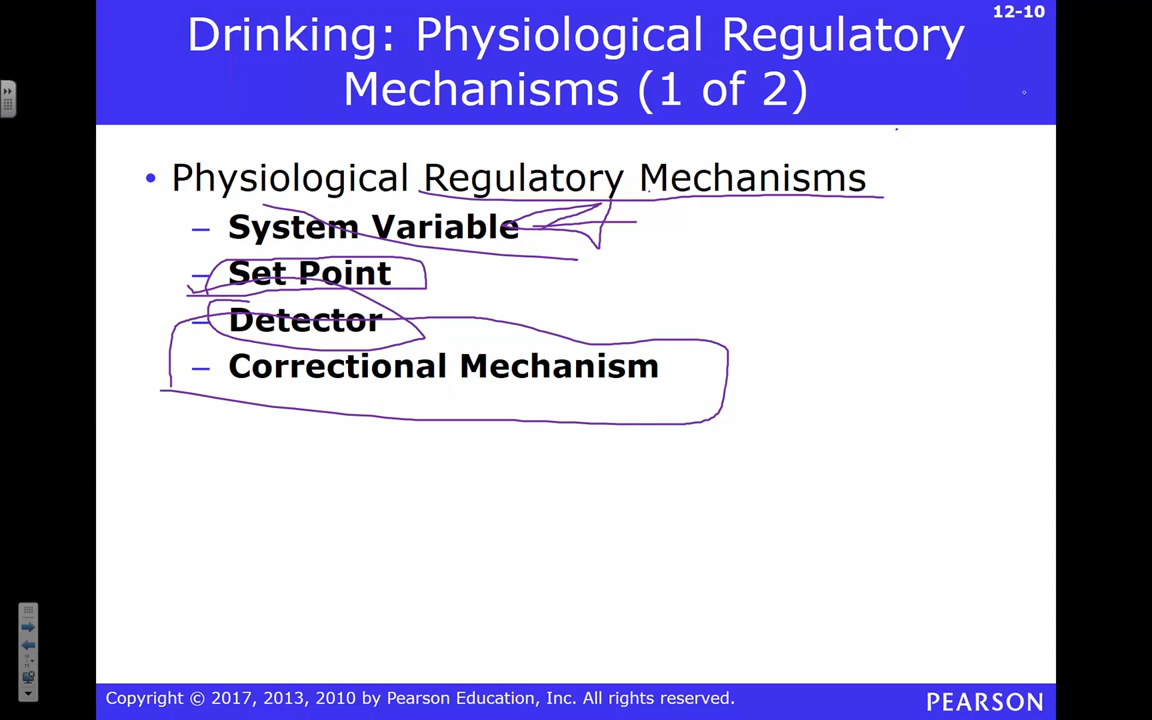 12-10
Drinking: Physiological Regulatory
Mechanisms (1 of 2)
• Physiological Regulatory Mechanisms
– System Variable
– Set Point
– Detector
– Correctional Mechanism
Copyright © 2017, 2013, 2010 by Pearson Education, Inc. All rights reserved.
PEARSON